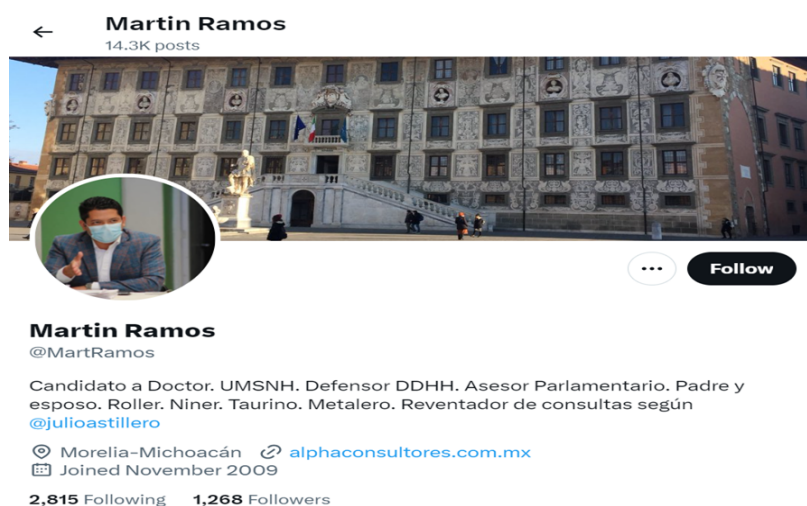 Martin Ramos
14.3K posts
Follow
Martin Ramos
@MartRamos
Candidato a Doctor. UMSNH. Defensor DDHH. Asesor Parlamentario. Padre y
esposo. Roller. Niner. Taurino. Metalero. Reventador de consultas según
@julioastillero
Morelia-Michoacán alphaconsultores.com.mx
Joined November 2009
2,815 Following 1,268 Followers